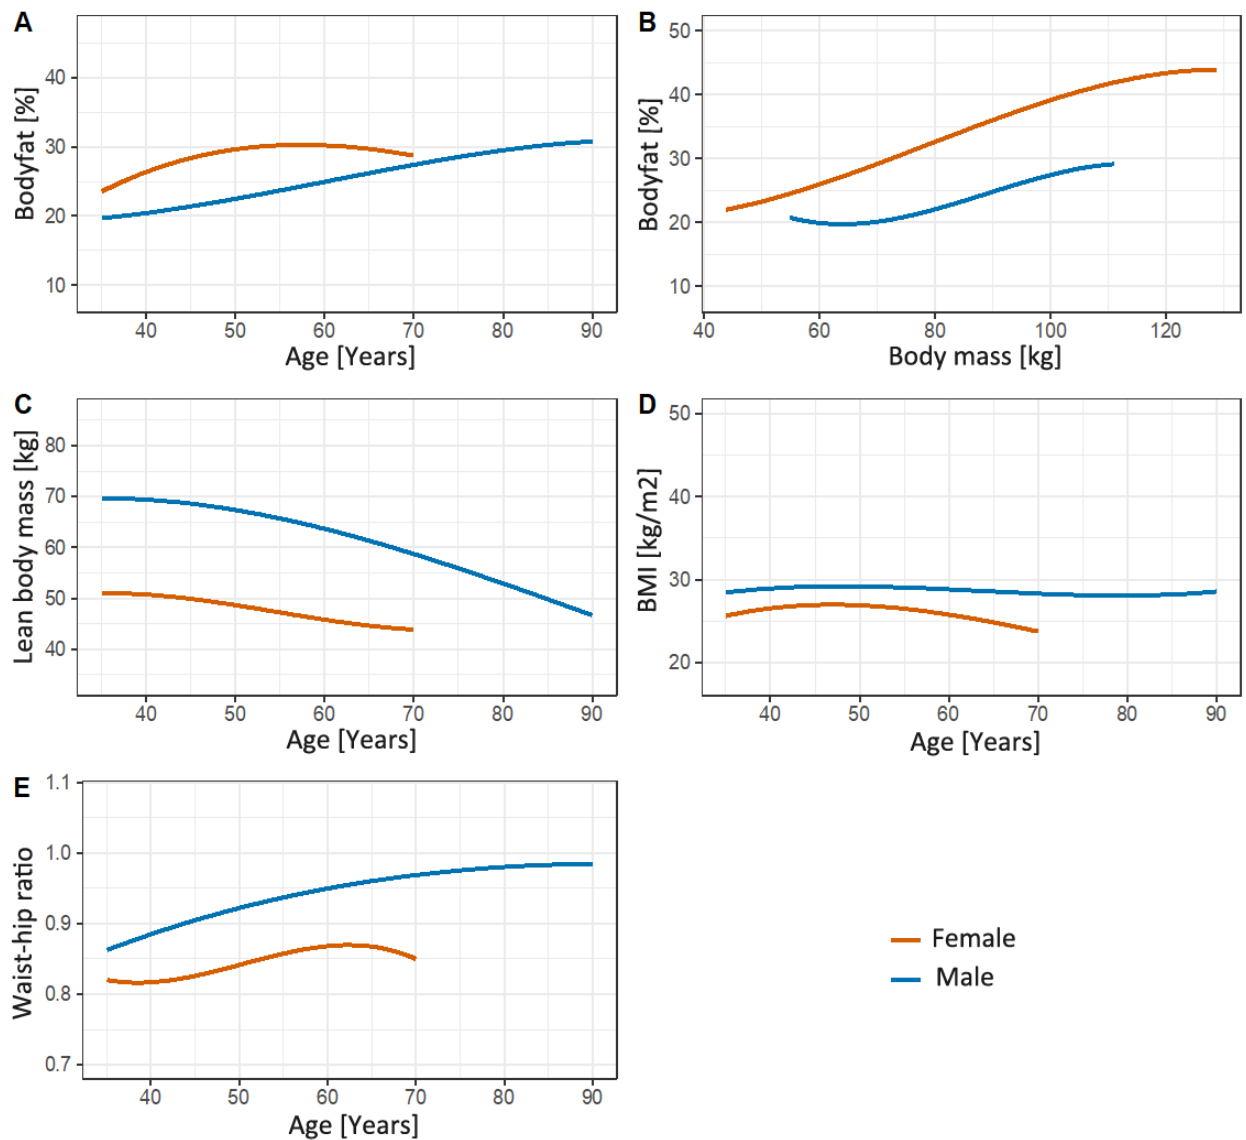 A
Bodyfat [%]
40
30
20
10
40 50 60 70 80 90
Age [Years]
B
Bodyfat [%]
50
40
30
20
10
40 60 80 100 120
Body mass [kg]
C
Lean body mass [kg]
80
70
60
50
40
40 50 60 70 80 90
Age [Years]
D
BMI [kg/m2]
50
40
30
20
40 50 60 70 80 90
Age [Years]
E
Waist-hip ratio
1.1
1.0
0.9
0.8
0.7
40 50 60 70 80 90
Age [Years]
Female
Male